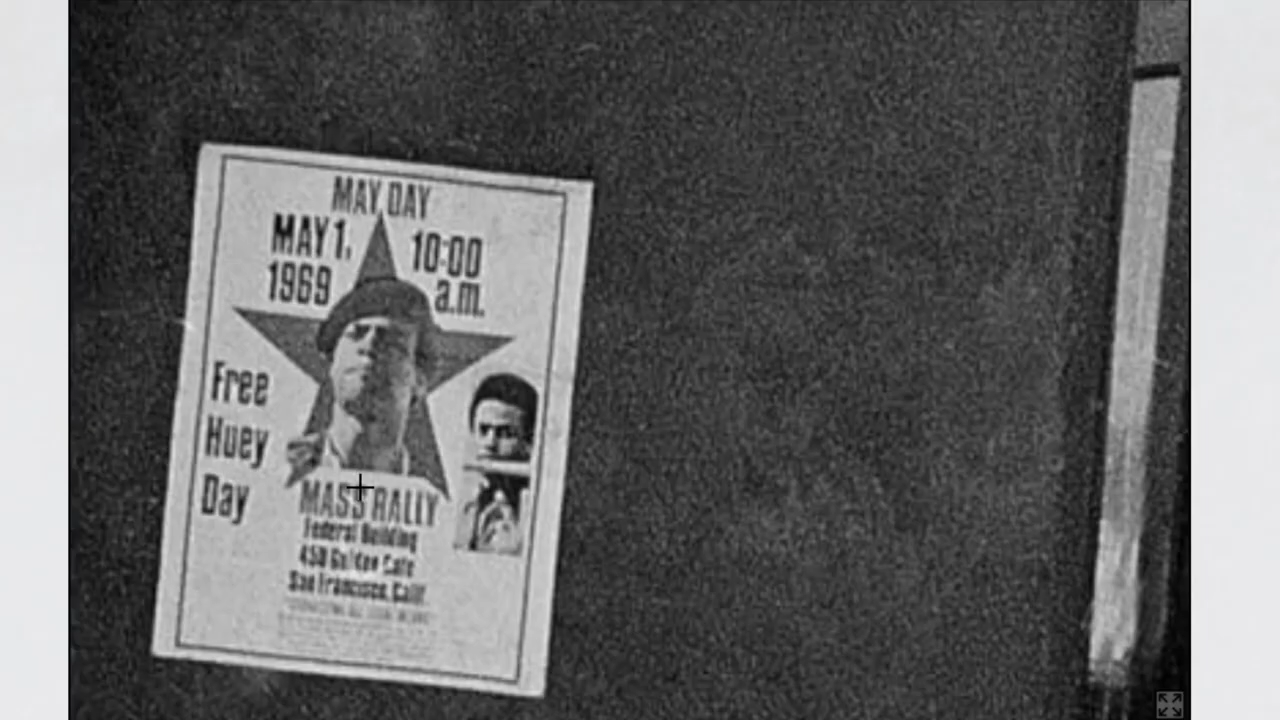 MAY DAY
MAY 1,
1969
10:00
a.m.
Free
Huey
Day
MASS RALLY
Federal Building
450 Golden Gate
San Francisco, Calif.